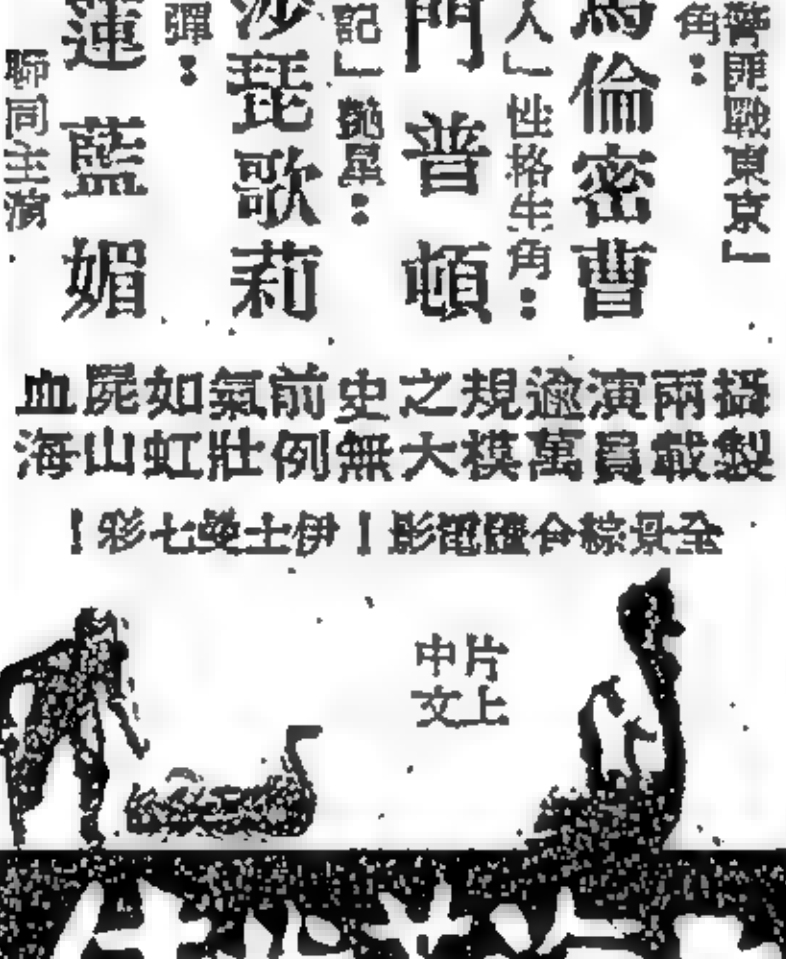 警匪戰東京」
角：
馬倫密曹
人」性格生角：
門普頓
記」艷星：
沙琵歌莉
彈：
蓮藍媚
聯同主演
攝製兩載演員逾萬規模之大史無前例氣壯如虹屍山血海
全景綜合體電影｜伊士曼七彩！
片上中文